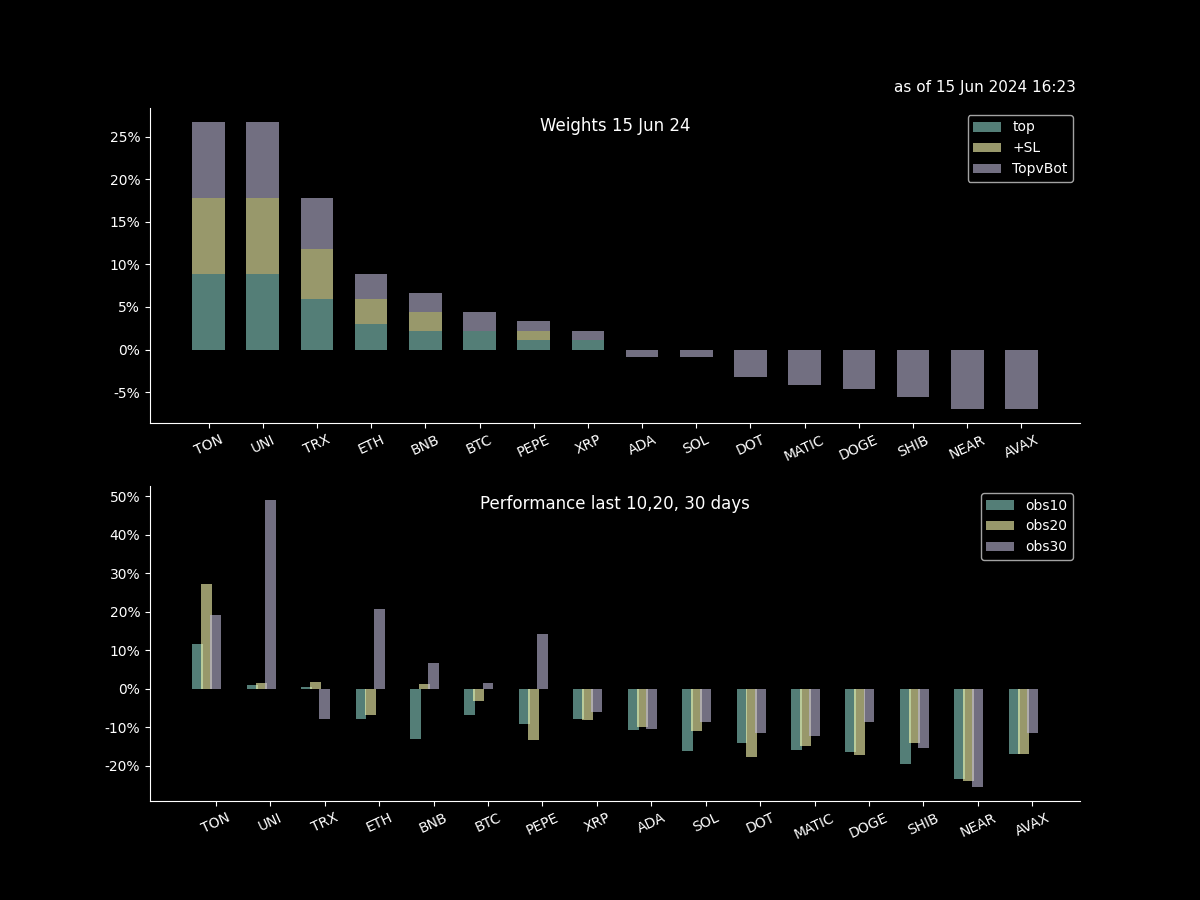 as of 15 Jun 2024 16:23
Weights 15 Jun 24
top
+SL
TopvBot
25%
20%
15%
10%
5%
0%
-5%
TON UNI TRX ETH BNB BTC PEPE XRP ADA SOL DOT MATIC DOGE SHIB NEAR AVAX
Performance last 10,20, 30 days
obs10
obs20
obs30
50%
40%
30%
20%
10%
0%
-10%
-20%
TON UNI TRX ETH BNB BTC PEPE XRP ADA SOL DOT MATIC DOGE SHIB NEAR AVAX